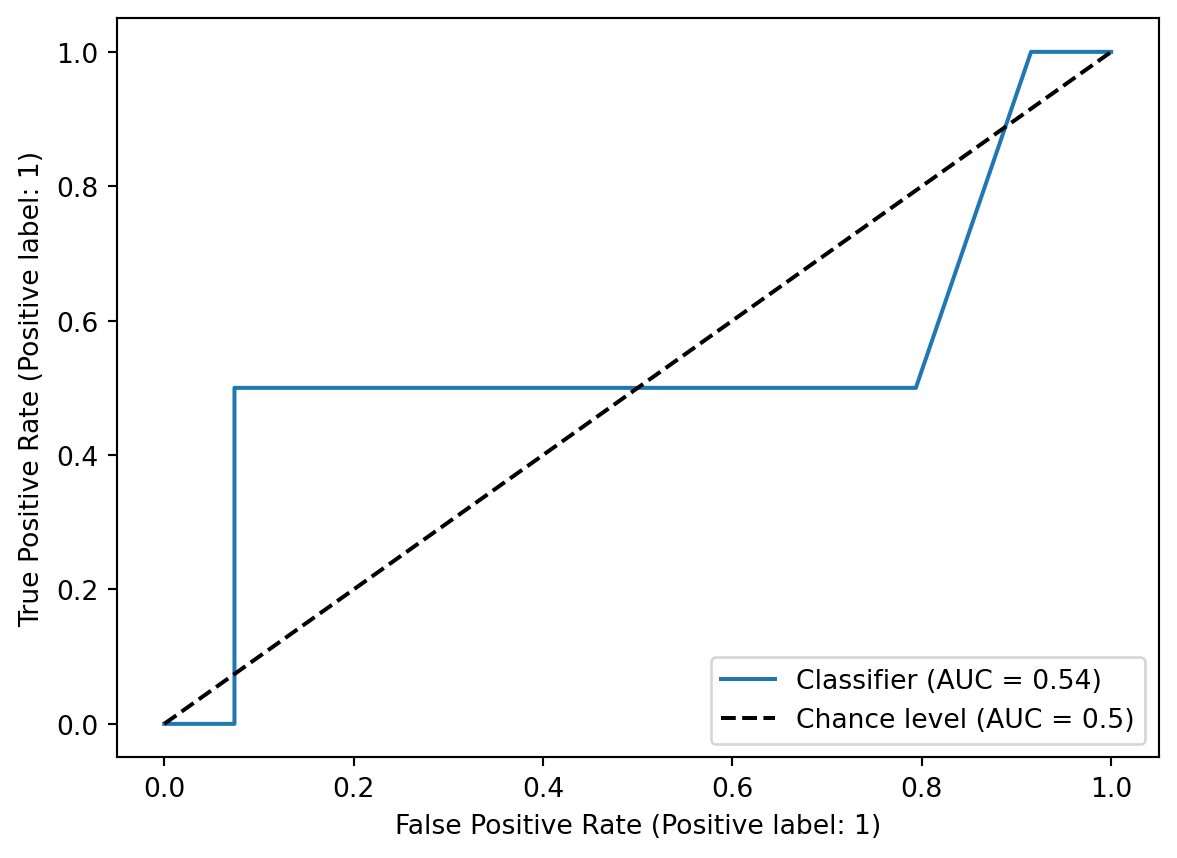 1.0
0.8
0.6
0.4
0.2
0.0
True Positive Rate (Positive label: 1)
Classifier (AUC = 0.54)
Chance level (AUC = 0.5)
0.0 0.2 0.4 0.6 0.8 1.0
False Positive Rate (Positive label: 1)